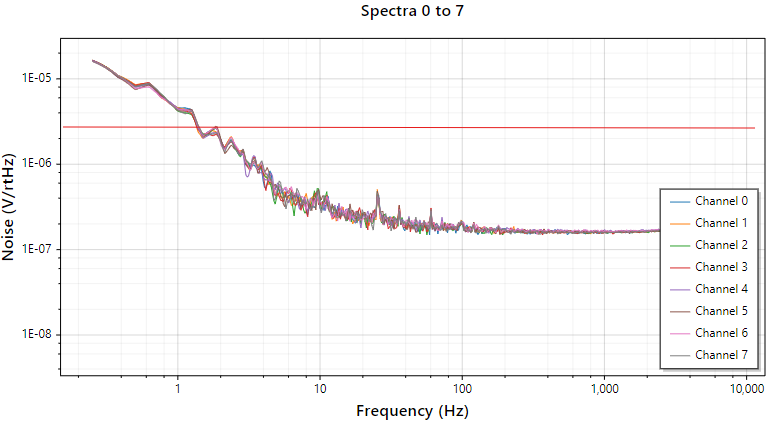 Spectra 0 to 7
Noise (V/rtHz)
1E-05
1E-06
1E-07
1E-08
Channel 0
Channel 1
Channel 2
Channel 3
Channel 4
Channel 5
Channel 6
Channel 7
1
10
100
1,000
10,000
Frequency (Hz)